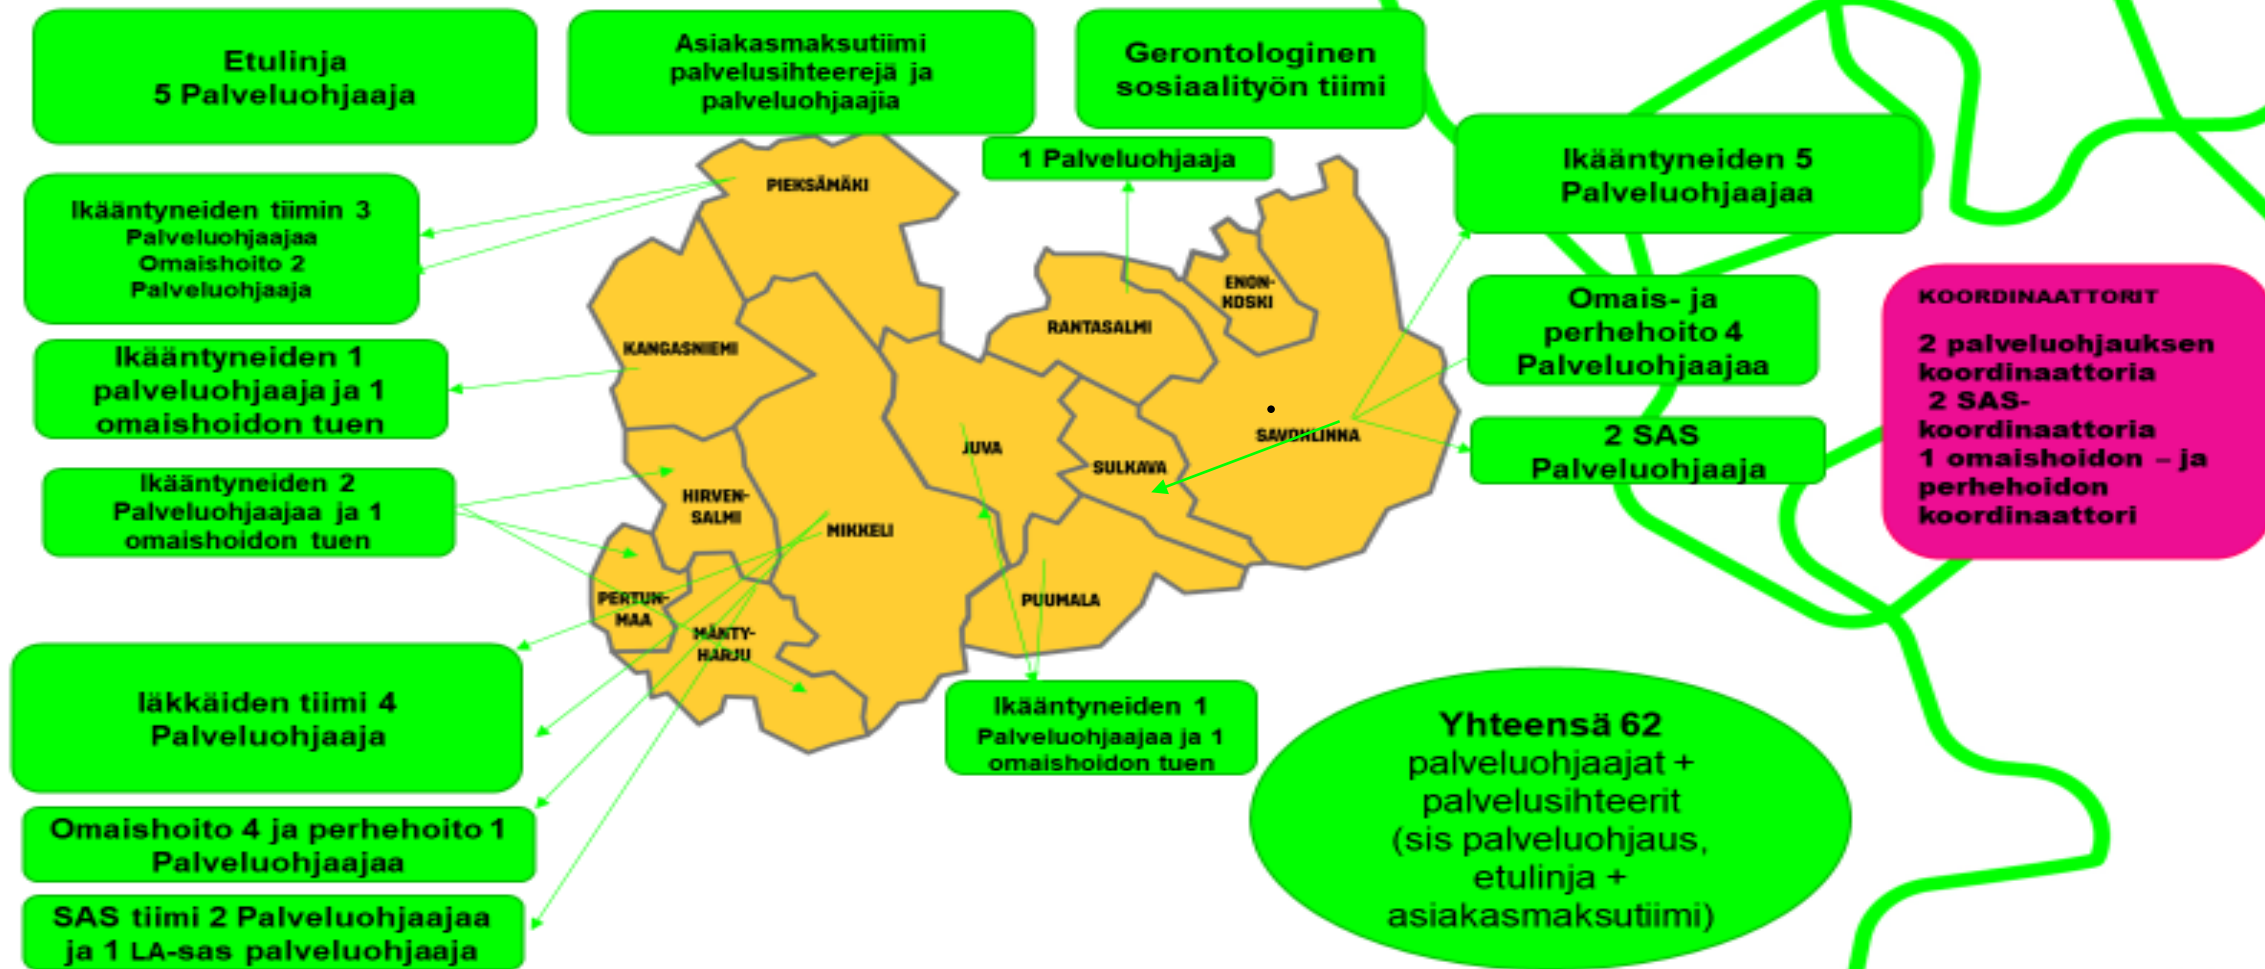 Etulinja
5 Palveluohjaaja
Asiakasmaksutiimi
palvelusihteerejä ja
palveluohjaajia
Gerontologinen
sosiaalityön tiimi
1 Palveluohjaaja
Ikääntyneiden 5
Palveluohjaajaa
Ikääntyneiden tiimin 3
Palveluohjaajaa
Omaishoito 2
Palveluohjaaja
Omais- ja
perhehoito 4
Palveluohjaajaa
KOORDINAATTORIT
2 palveluohjauksen
koordinaattoria
2 SAS-
koordinaattoria
1 omaishoidon – ja
perhehoidon
koordinaattori
Ikääntyneiden 1
palveluohjaaja ja 1
omaishoidon tuen
2 SAS
Palveluohjaaja
Ikääntyneiden 2
Palveluohjaajaa ja 1
omaishoidon tuen
PIEKSÄMÄKI
KANGASNIEMI
RANTASALMI
ENON-
KOSKI
SAVONLINNA
JUVA
SULKAVA
HIRVEN-
SALMI
MIKKELI
PERTUN-
MAA
MÄNTY-
HARJU
PUUMALA
Iäkkäiden tiimi 4
Palveluohjaaja
Omaishoito 4 ja perhehoito 1
Palveluohjaajaa
SAS tiimi 2 Palveluohjaajaa
ja 1 LA-sas palveluohjaaja
Ikääntyneiden 1
Palveluohjaajaa ja 1
omaishoidon tuen
Yhteensä 62
palveluohjaajat +
palvelusihteerit
(sis palveluohjaus,
etulinja +
asiakasmaksutiimi)